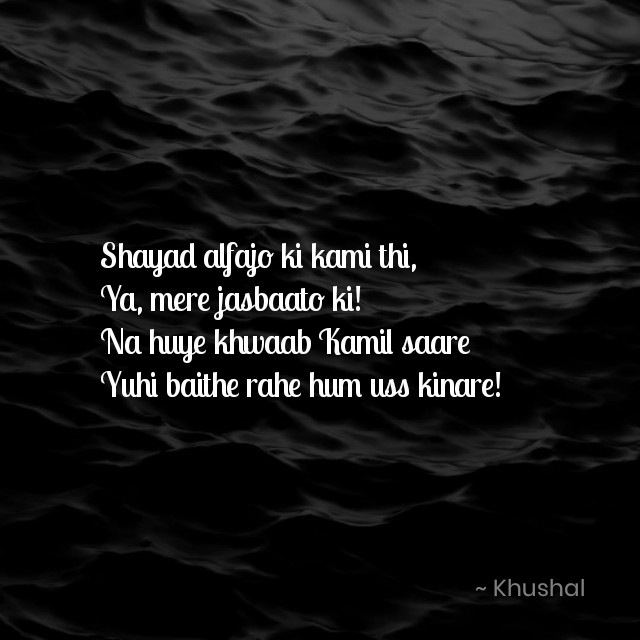 Shayad alfajo ki kami thi,
Ya, mere jasbaato ki!
Na huye khwaab Kamil saare
Yuhi baithe rahe hum uss kinare!
~ Khushal